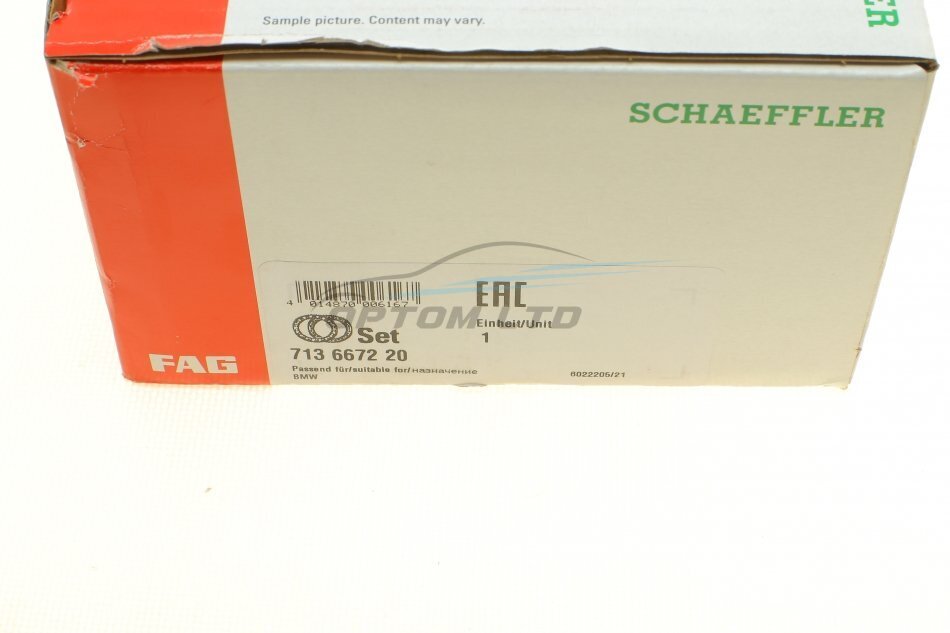 Sample picture. Content may vary.
ER
SCHAEFFLER
EAC
4 014870 006167
OPTOM LTD
Einheit/Unit
Set
1
713 6672 20
FAG
Passend für/suitable for/назначение
BMW
6022205/21